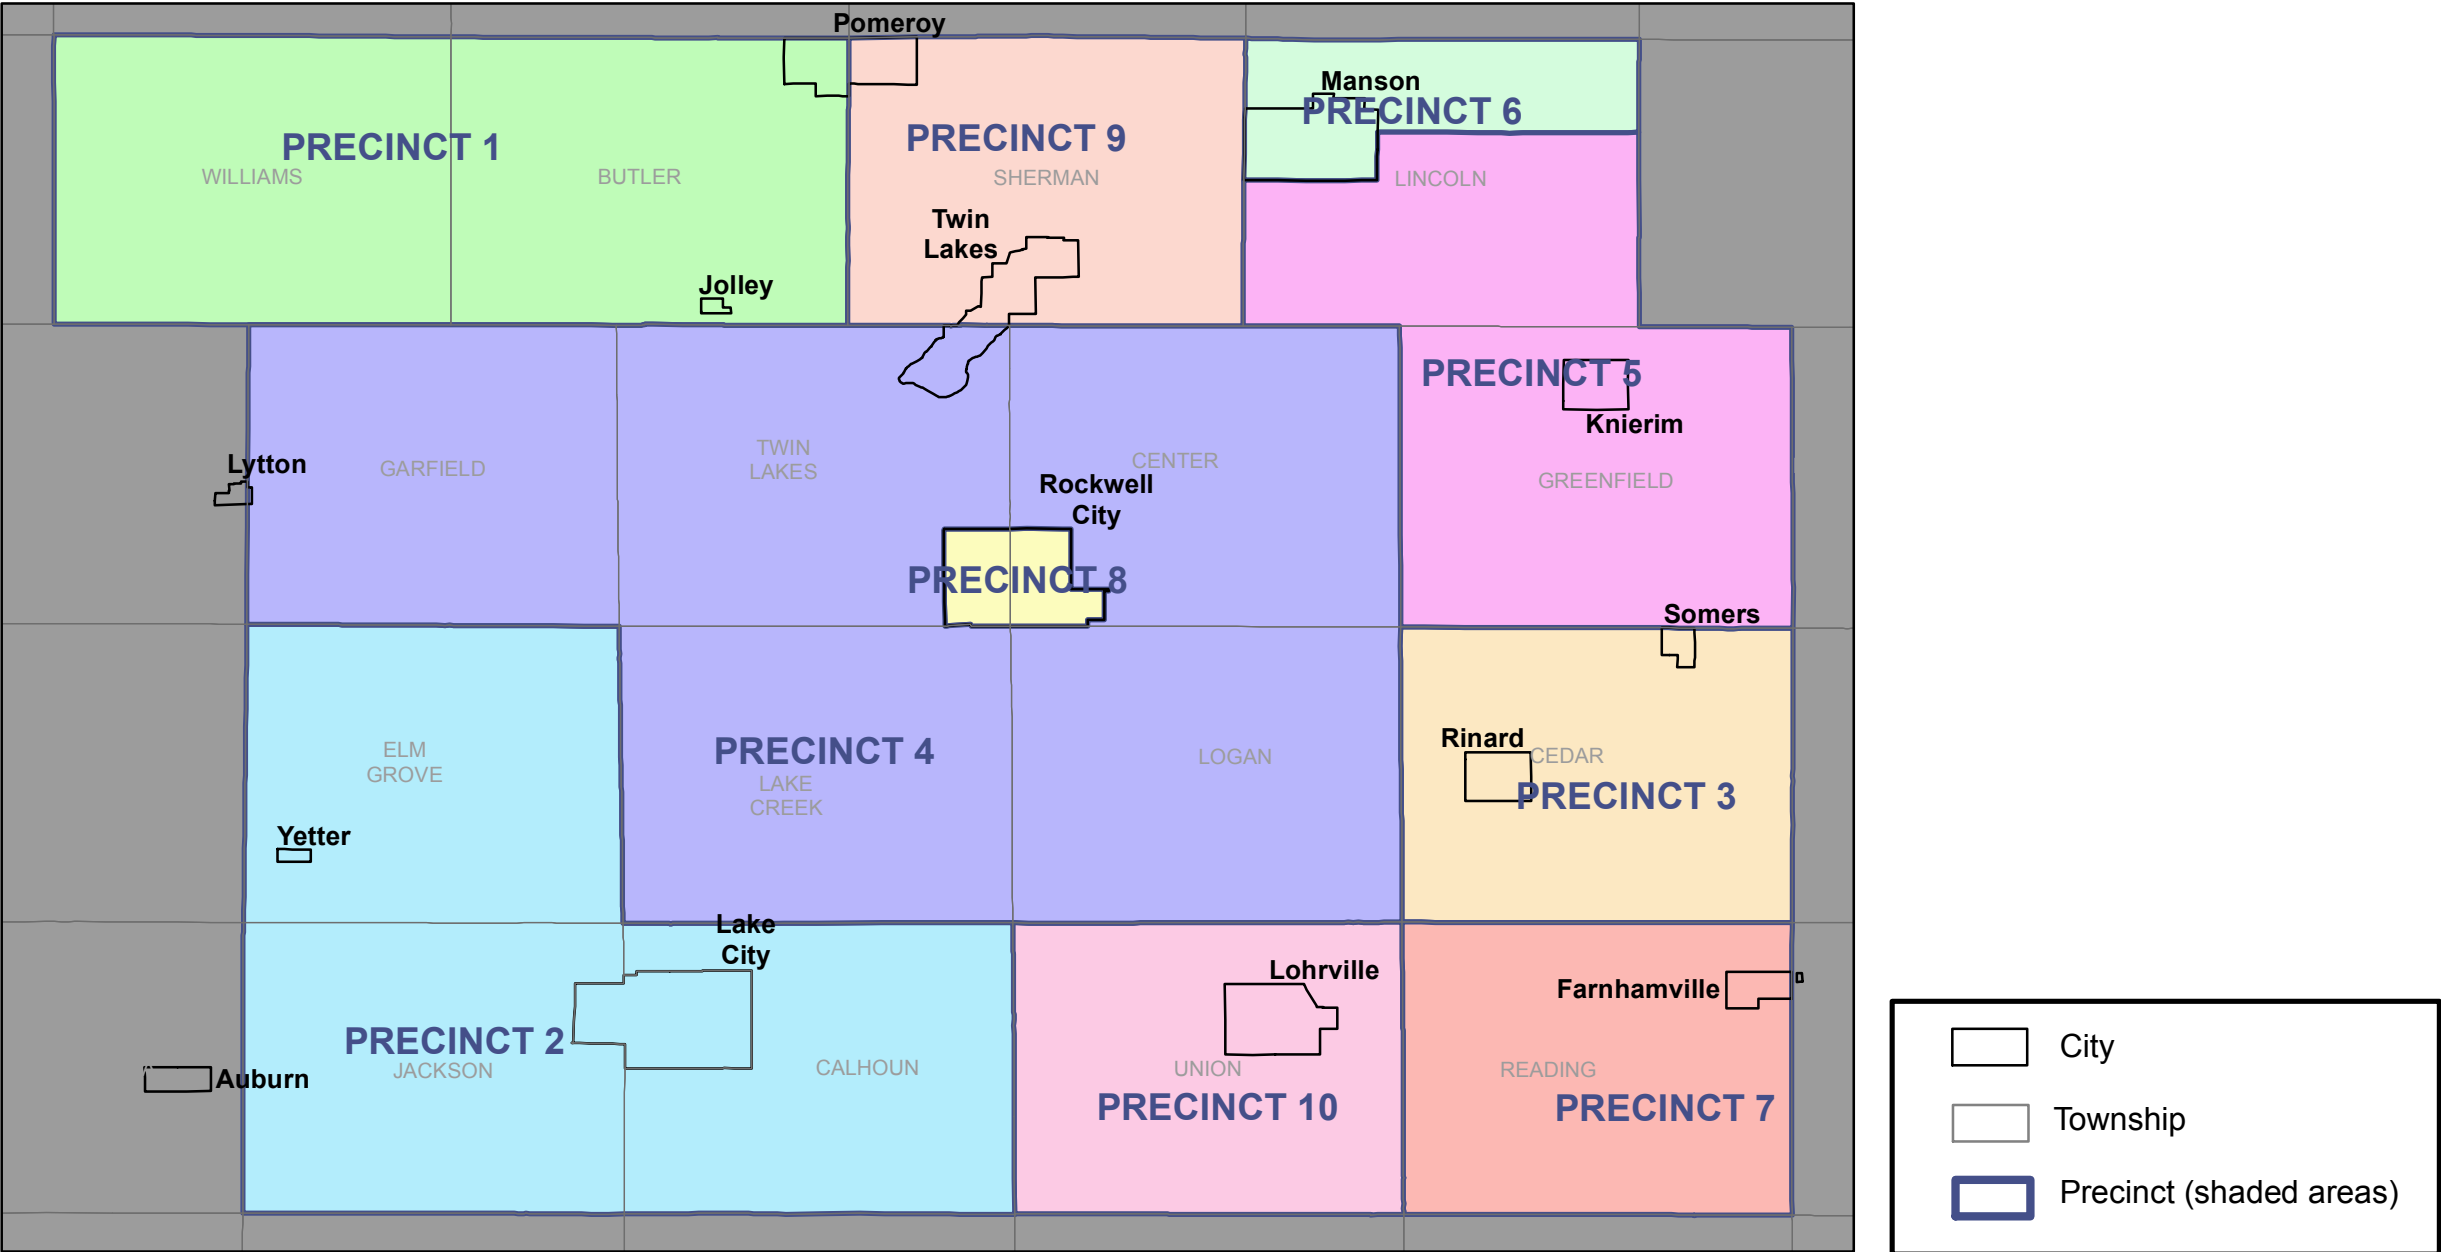 Pomeroy
Manson
PRECINCT 6
PRECINCT 9
PRECINCT 1
WILLIAMS
BUTLER
SHERMAN
LINCOLN
Twin
Lakes
Jolley
PRECINCT 5
Knierim
Lytton
GARFIELD
TWIN
LAKES
CENTER
GREENFIELD
Rockwell
City
PRECINCT 8
Somers
ELM
GROVE
PRECINCT 4
LAKE
CREEK
LOGAN
Rinard
CEDAR
PRECINCT 3
Yetter
Lake
City
Lohrville
Farnhamville
PRECINCT 2
JACKSON
CALHOUN
UNION
READING
Auburn
PRECINCT 10
PRECINCT 7
City
Township
Precinct (shaded areas)